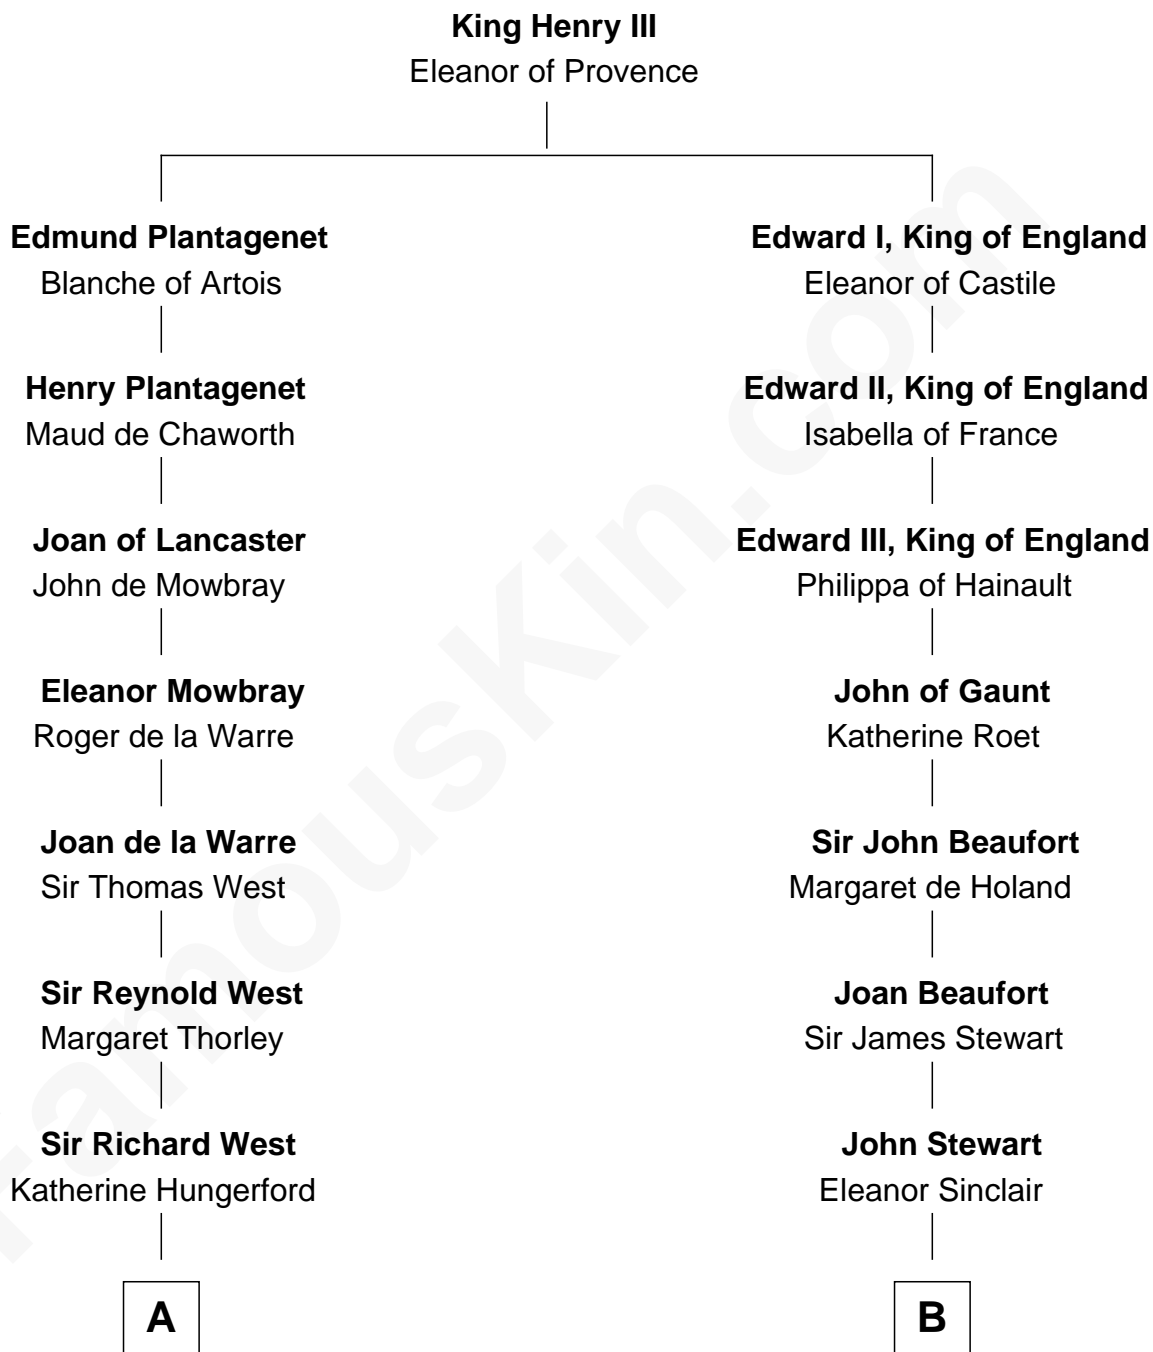 King Henry III
Eleanor of Provence
Edmund Plantagenet
Blanche of Artois
Henry Plantagenet
Maud de Chaworth
Joan of Lancaster
John de Mowbray
Eleanor Mowbray
Roger de la Warre
Joan de la Warre
Sir Thomas West
Sir Reynold West
Margaret Thorley
Sir Richard West
Katherine Hungerford
A
Edward I, King of England
Eleanor of Castile
Edward II, King of England
Isabella of France
Edward III, King of England
Philippa of Hainault
John of Gaunt
Katherine Roet
Sir John Beaufort
Margaret de Holand
Joan Beaufort
Sir James Stewart
John Stewart
Eleanor Sinclair
B
FamousKin.com